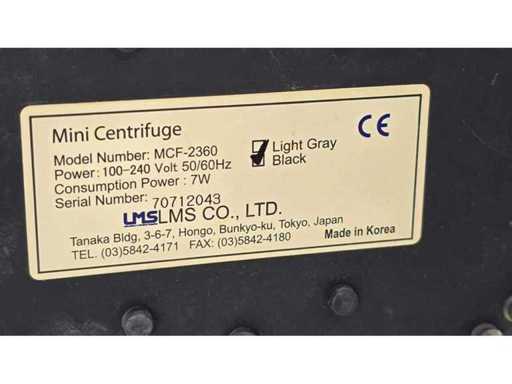 Mini Centrifuge
CE
Model Number: MCF-2360
Light Gray
Power: 100-240 Volt 50/60Hz
Black
Consumption Power : 7W
Serial Number: 70712043
LMS LMS CO., LTD.
Tanaka Bldg, 3-6-7, Hongo, Bunkyo-ku, Tokyo, Japan
TEL. (03)5842-4171 FAX: (03)5842-4180
Made in Korea